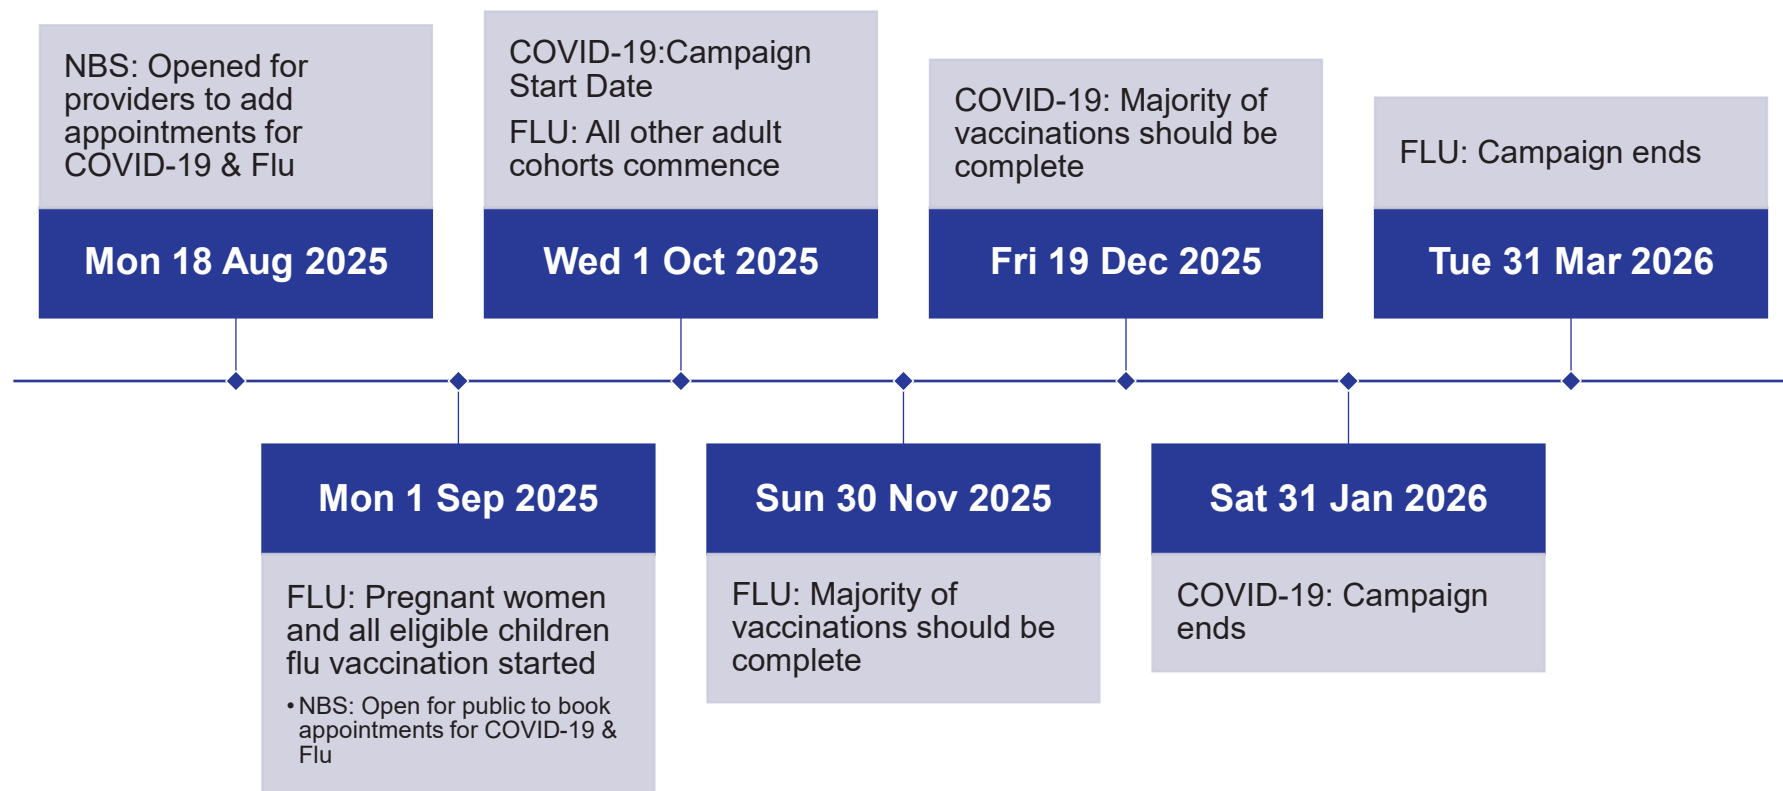 NBS: Opened for
providers to add
appointments for
COVID-19 & Flu
Mon 18 Aug 2025
FLU: Pregnant women
and all eligible children
flu vaccination started
• NBS: Open for public to book
appointments for COVID-19 &
Flu
Mon 1 Sep 2025
COVID-19:Campaign
Start Date
FLU: All other adult
cohorts commence
Wed 1 Oct 2025
Sun 30 Nov 2025
FLU: Majority of
vaccinations should be
complete
COVID-19: Majority of
vaccinations should be
complete
Fri 19 Dec 2025
Sat 31 Jan 2026
COVID-19: Campaign
ends
FLU: Campaign ends
Tue 31 Mar 2026